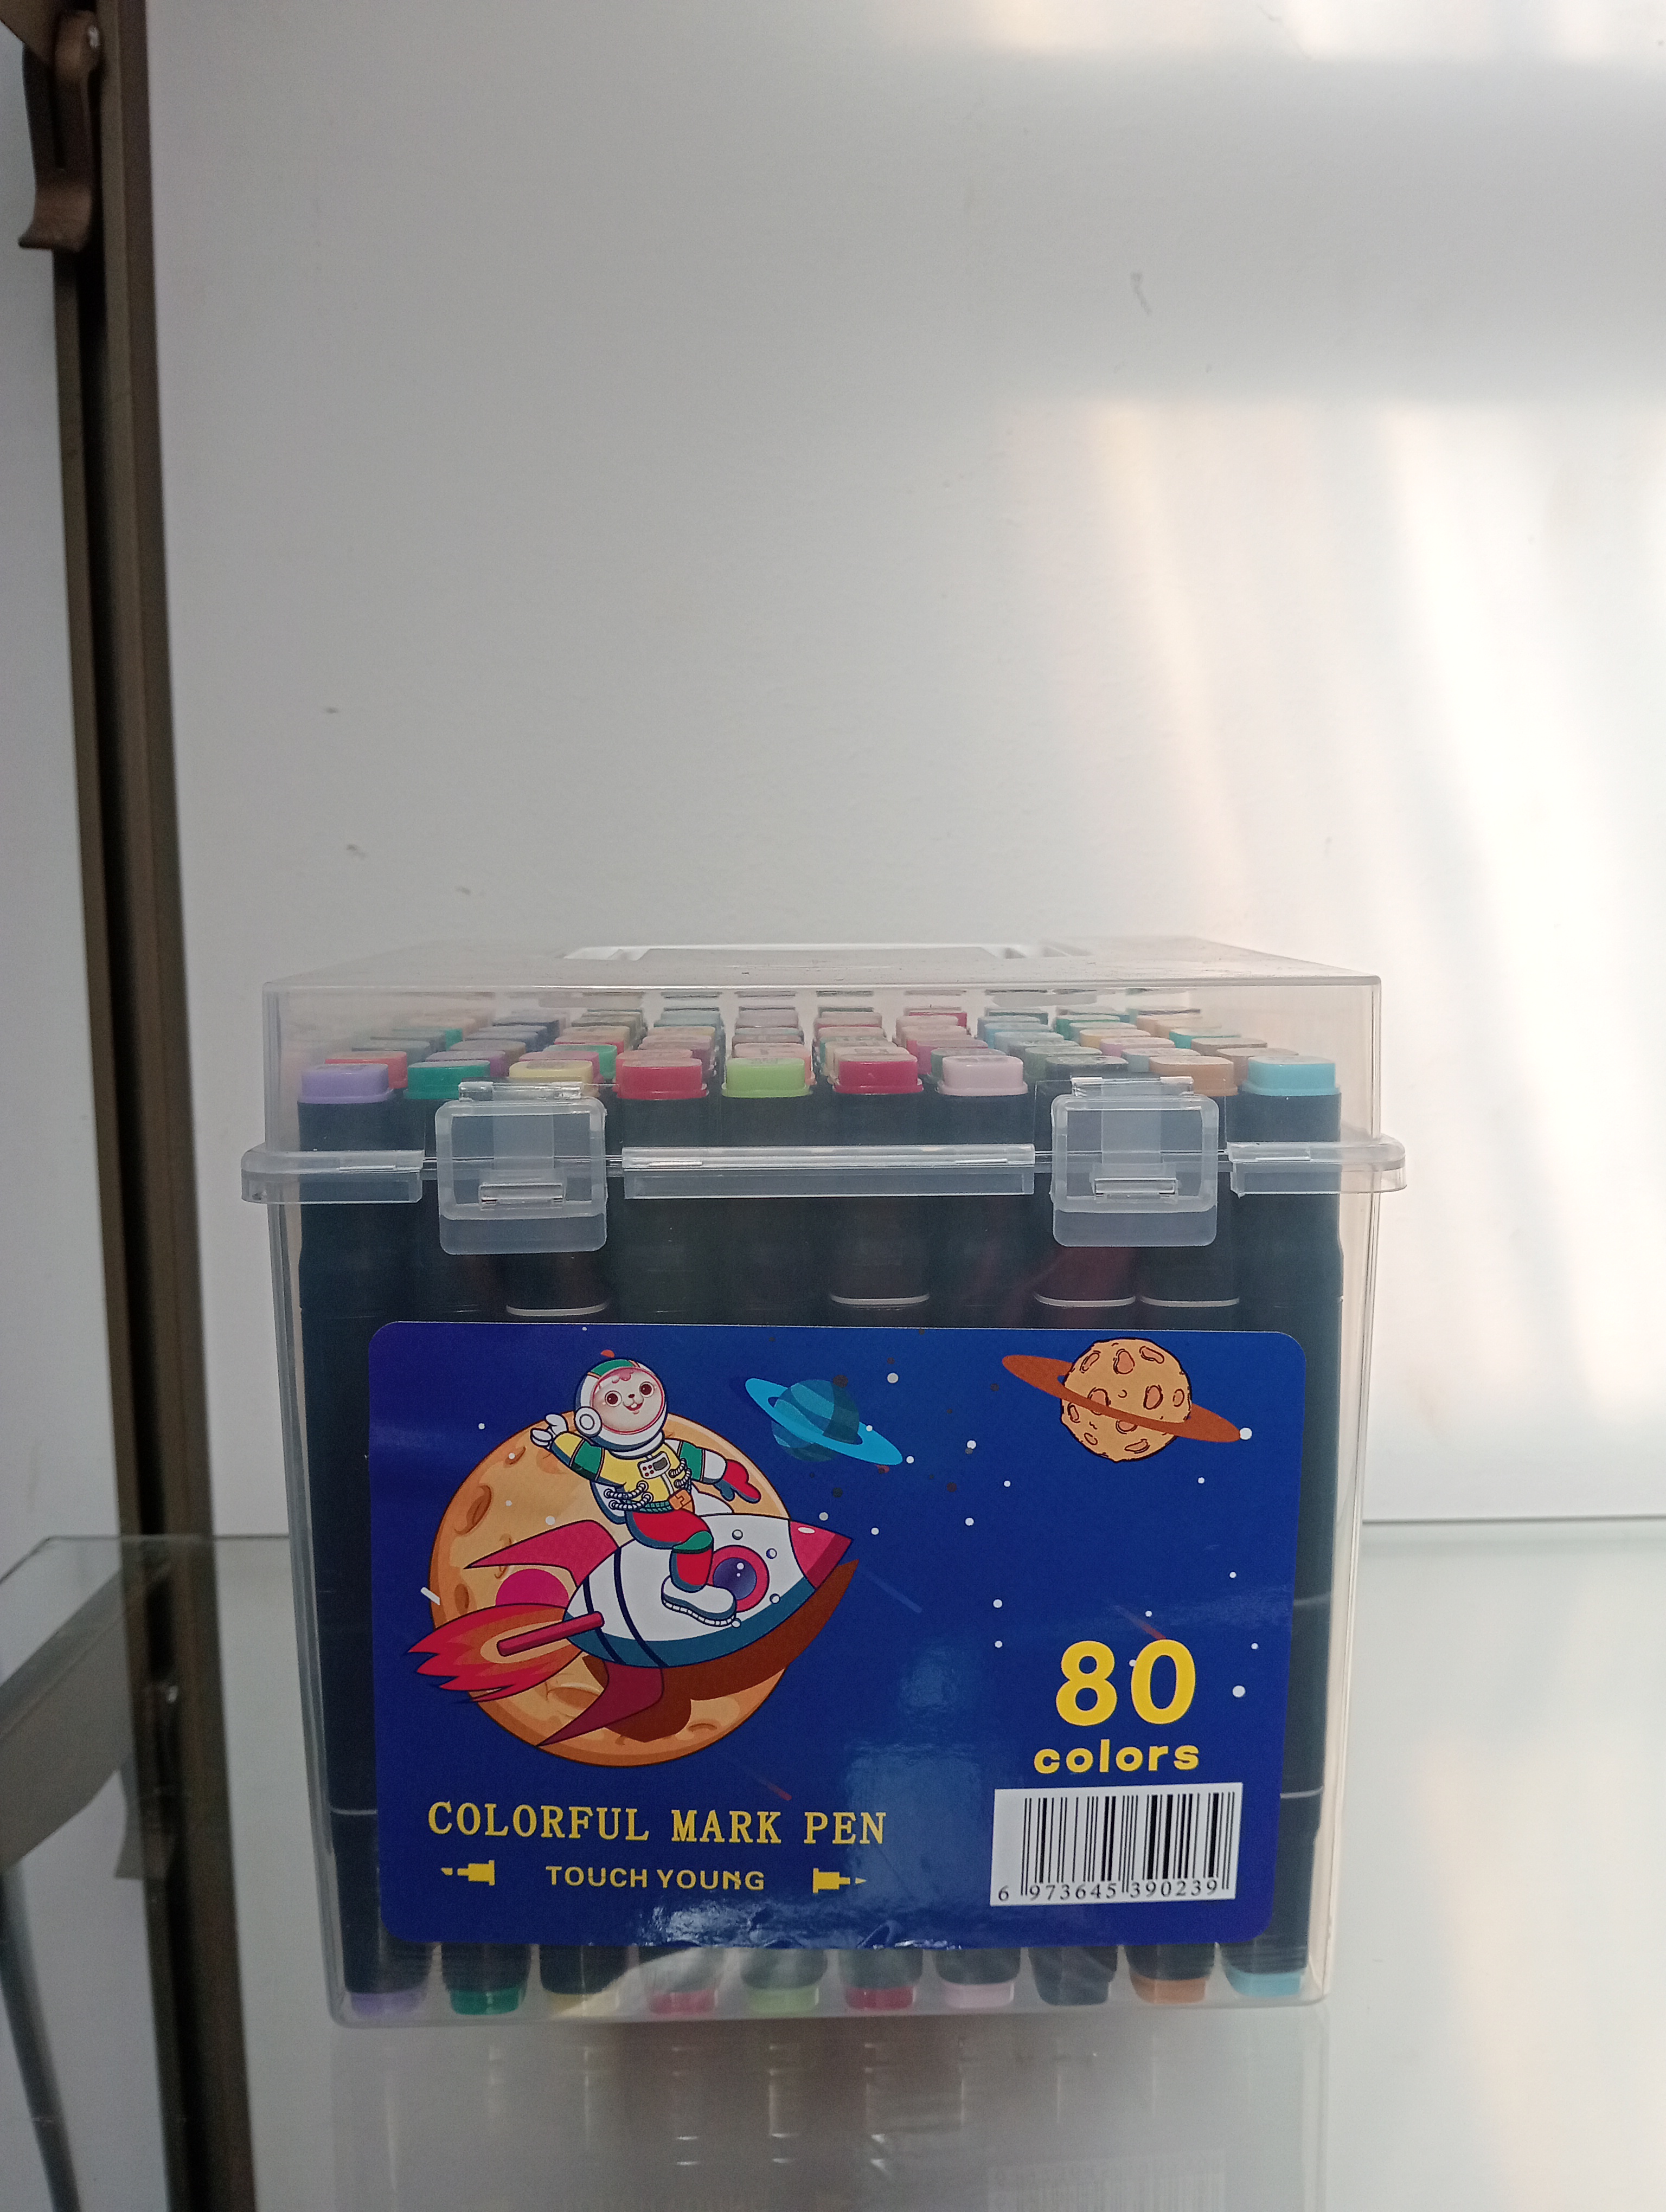 80
colors
COLORFUL MARK PEN
TOUCH YOUNG
6 973645 390239